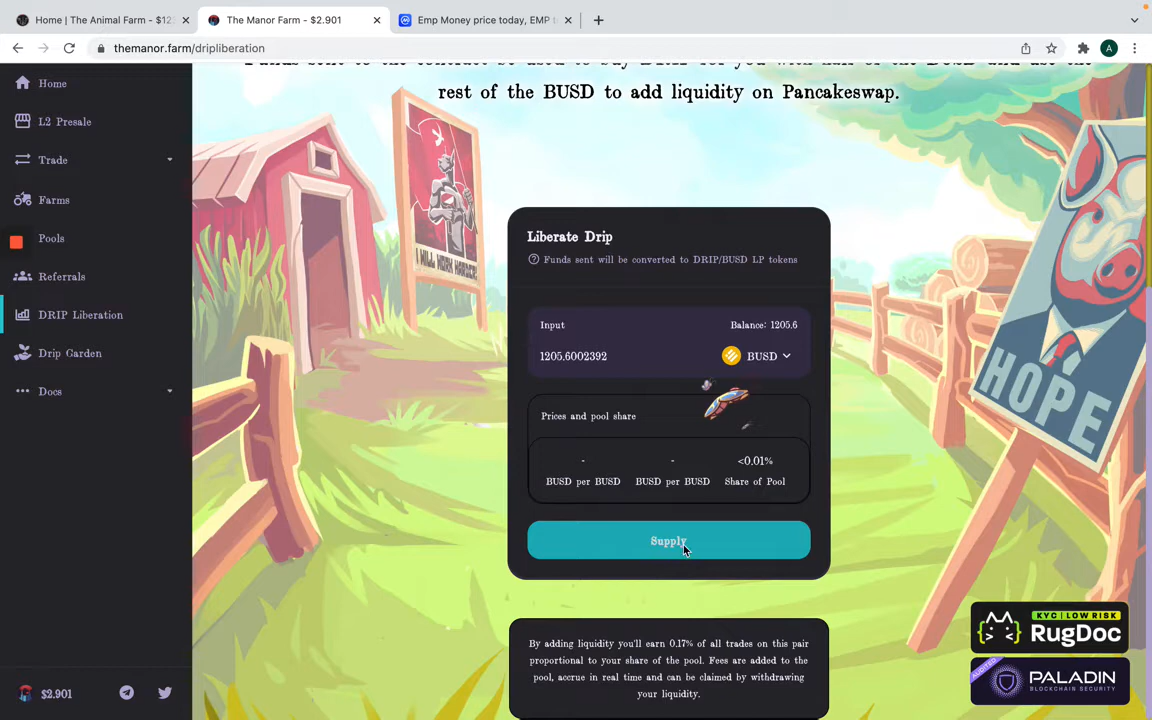 Home | The Animal Farm - $12
The Manor Farm - $2.901
Emp Money price today, EMP t
themanor.farm/dripliberation
A
Home
L2 Presale
Trade
Farms
Pools
Referrals
DRIP Liberation
Drip Garden
Docs
$2.901
rest of the BUSD to add liquidity on Pancakeswap.
I WILL WORK HARDER!
HOPE
Liberate Drip
Funds sent will be converted to DRIP/BUSD LP tokens
Input
Balance: 1205.6
1205.6002392
BUSD
Prices and pool share
-
-
<0.01%
BUSD per BUSD
BUSD per BUSD
Share of Pool
Supply
By adding liquidity you'll earn 0.17% of all trades on this pair
proportional to your share of the pool. Fees are added to the
pool, accrue in real time and can be claimed by withdrawing
your liquidity.
KYC | LOW RISK
RugDoc
AUDITED
PALADIN
BLOCKCHAIN SECURITY